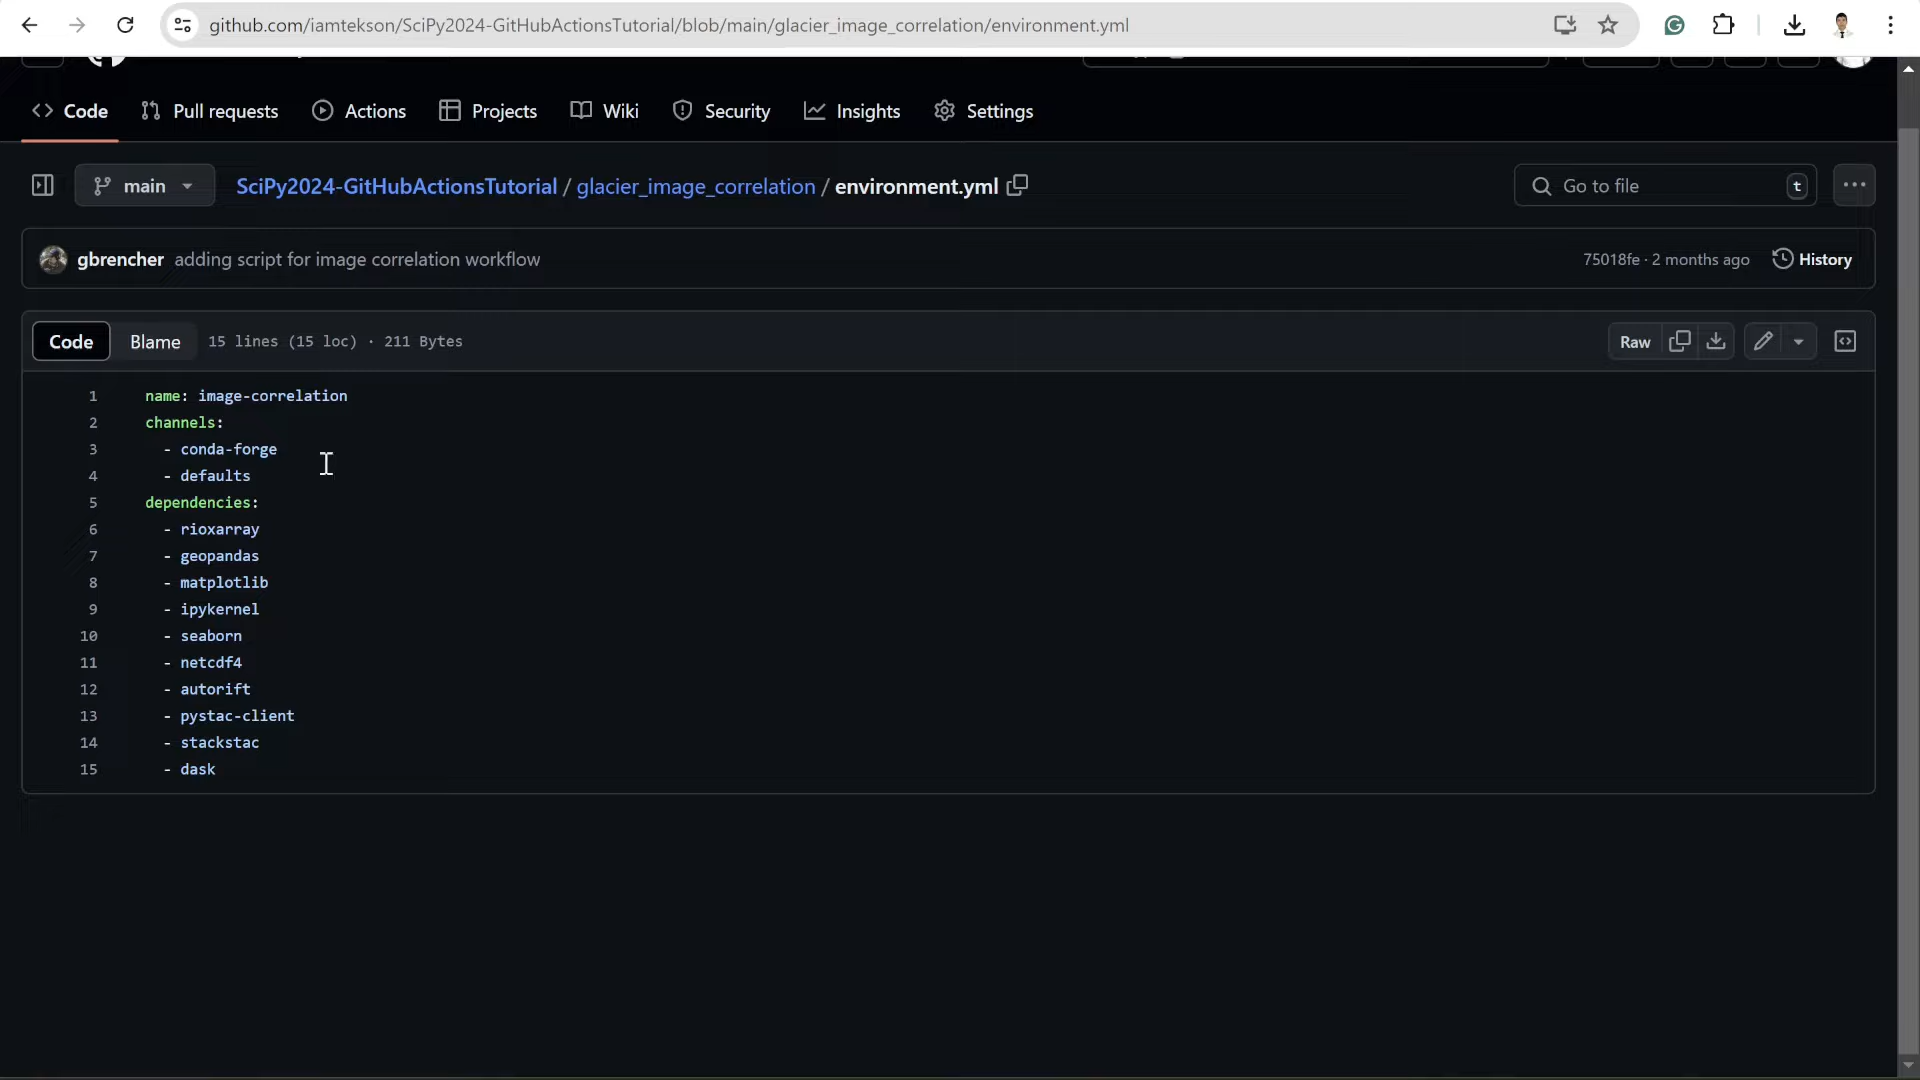 github.com/iamtekson/SciPy2024-GitHubActionsTutorial/blob/main/glacier_image_correlation/environment.yml
Code Pull requests Actions Projects Wiki Security Insights Settings
main SciPy2024-GitHubActionsTutorial / glacier_image_correlation / environment.yml Go to file t
gbrencher adding script for image correlation workflow 75018fe · 2 months ago History
Code Blame 15 lines (15 loc) · 211 Bytes Raw
1 name: image-correlation
2 channels:
3 - conda-forge
4 - defaults
5 dependencies:
6 - rioxarray
7 - geopandas
8 - matplotlib
9 - ipykernel
10 - seaborn
11 - netcdf4
12 - autorift
13 - pystac-client
14 - stackstac
15 - dask